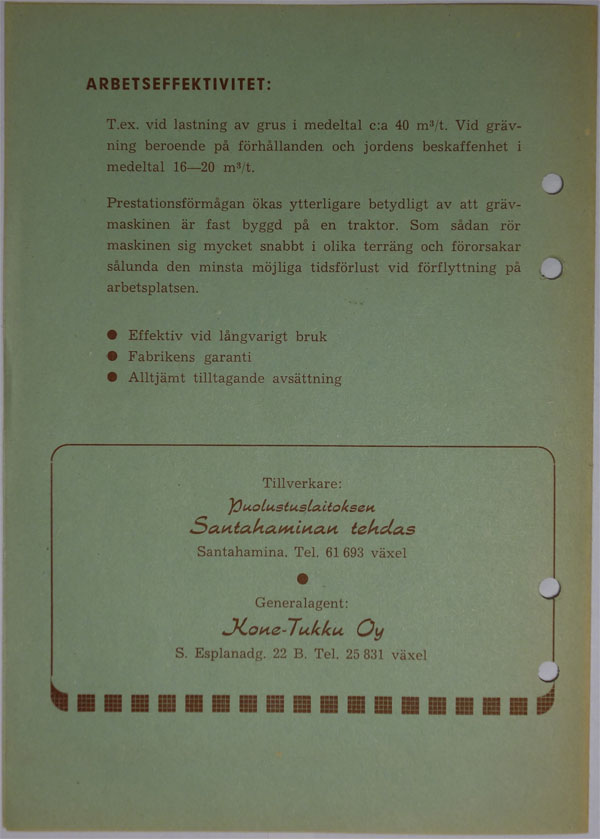 ARBETSEFFEKTIVITET:
T.ex. vid lastning av grus i medeltal c:a 40 m³/t. Vid gräv-
ning beroende på förhållanden och jordens beskaffenhet i
medeltal 16—20 m³/t.
Prestationsförmågan ökas ytterligare betydligt av att gräv-
maskinen är fast byggd på en traktor. Som sådan rör
maskinen sig mycket snabbt i olika terräng och förorsakar
sålunda den minsta möjliga tidsförlust vid förflyttning på
arbetsplatsen.
● Effektiv vid långvarigt bruk
● Fabrikens garanti
● Alltjämt tilltagande avsättning
Tillverkare:
Puolustuslaitoksen
Santahaminan tehdas
Santahamina. Tel. 61 693 växel
●
Generalagent:
Kone-Tukku Oy
S. Esplanadg. 22 B. Tel. 25 831 växel